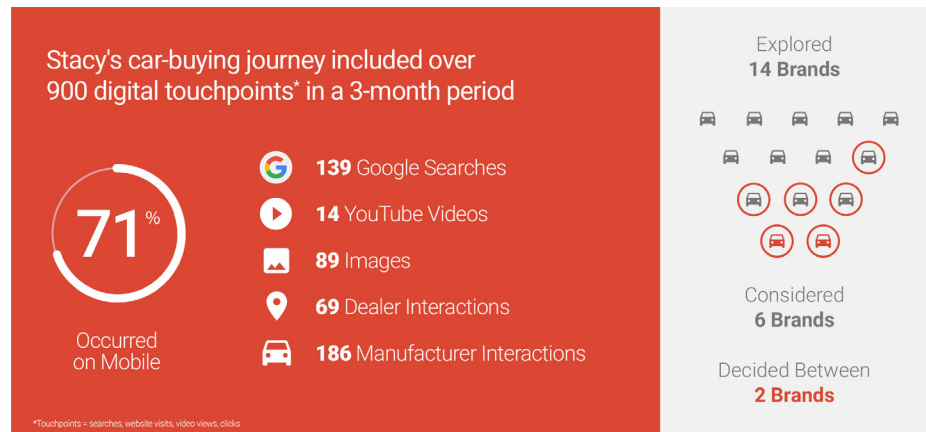 Stacy's car-buying journey included over
900 digital touchpoints* in a 3-month period
71%
Occurred
on Mobile
139 Google Searches
14 YouTube Videos
89 Images
69 Dealer Interactions
186 Manufacturer Interactions
*Touchpoints = searches, website visits, video views, clicks
Explored
14 Brands
Considered
6 Brands
Decided Between
2 Brands